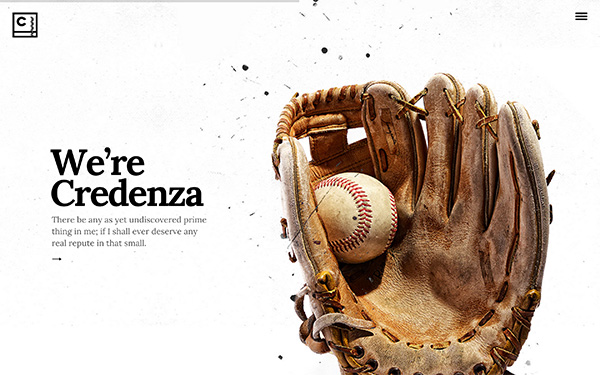 C
We're
Credenza
There be any as yet undiscovered prime
thing in me; if I shall ever deserve any
real repute in that small.
→